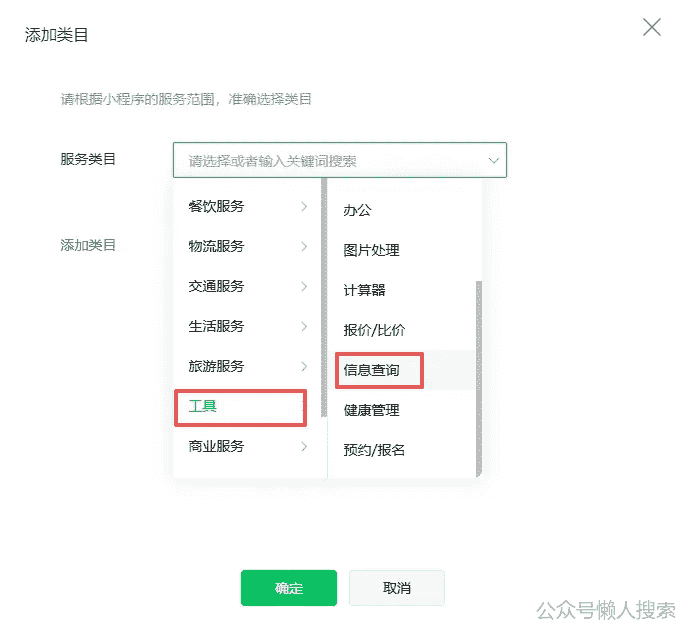 添加类目
请根据小程序的服务范围，准确选择类目
服务类目
请选择或者输入关键词搜索
添加类目
餐饮服务
物流服务
交通服务
生活服务
旅游服务
工具
商业服务
办公
图片处理
计算器
报价/比价
信息查询
健康管理
预约/报名
确定
取消
公众号懒人搜索